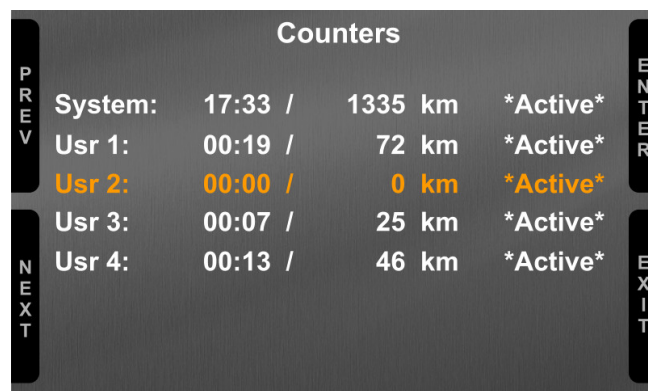 Counters
PREV
ENTER
System: 17:33 / 1335 km *Active*
Usr 1: 00:19 / 72 km *Active*
Usr 2: 00:00 / 0 km *Active*
Usr 3: 00:07 / 25 km *Active*
Usr 4: 00:13 / 46 km *Active*
NEXT
EXIT